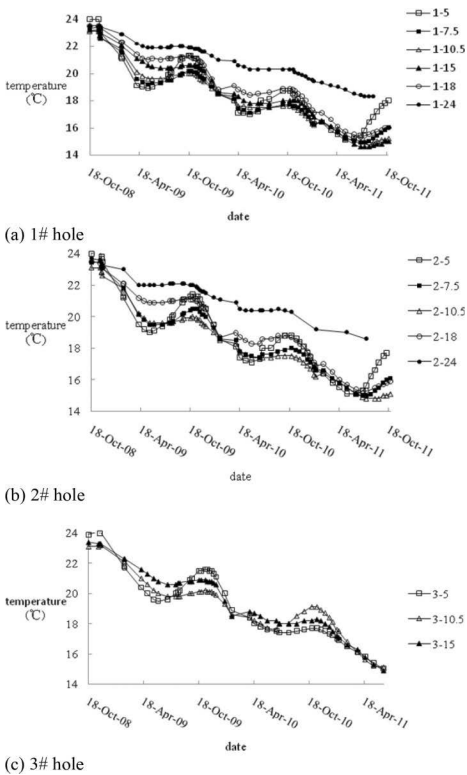 24
22
20
18
16
14
temperature
(℃)
18-Oct-08
18-Apr-09
18-Oct-09
18-Apr-10
18-Oct-10
18-Apr-11
18-Oct-11
date
1-5
1-7.5
1-10.5
1-15
1-18
1-24
(a) 1# hole
24
22
20
18
16
14
temperature
(℃)
18-Oct-08
18-Apr-09
18-Oct-09
18-Apr-10
18-Oct-10
18-Apr-11
18-Oct-11
date
2-5
2-7.5
2-10.5
2-18
2-24
(b) 2# hole
24
22
20
18
16
14
temperature
(℃)
18-Oct-08
18-Apr-09
18-Oct-09
18-Apr-10
18-Oct-10
18-Apr-11
date
3-5
3-10.5
3-15
(c) 3# hole